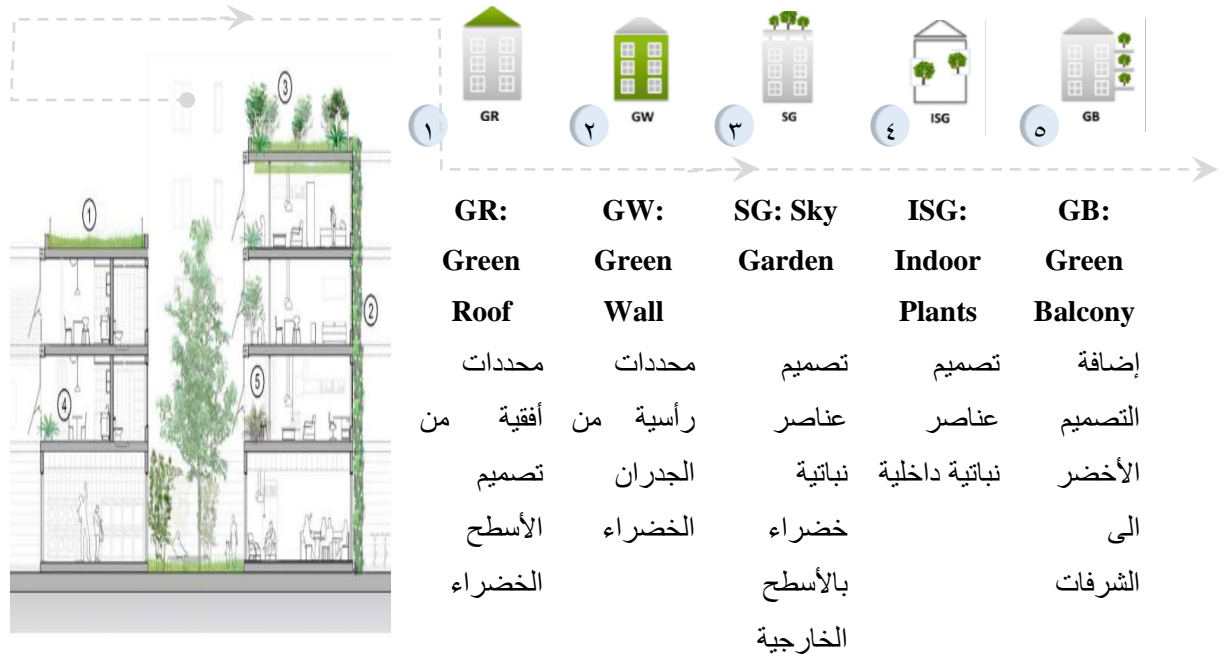 GR
GW
SG
ISG
GB
١
٢
٣
٤
٥
GR:
Green
Roof
محددات
أفقية من
تصميم
الأسطح
الخضراء
GW:
Green
Wall
محددات
رأسية من
الجدران
الخضراء
SG: Sky
Garden
تصميم
عناصر
نباتية
خضراء
بالأسطح
الخارجية
ISG:
Indoor
Plants
تصميم
عناصر
نباتية داخلية
GB:
Green
Balcony
إضافة
التصميم
الأخضر
الى
الشرفات
3
1
2
5
4